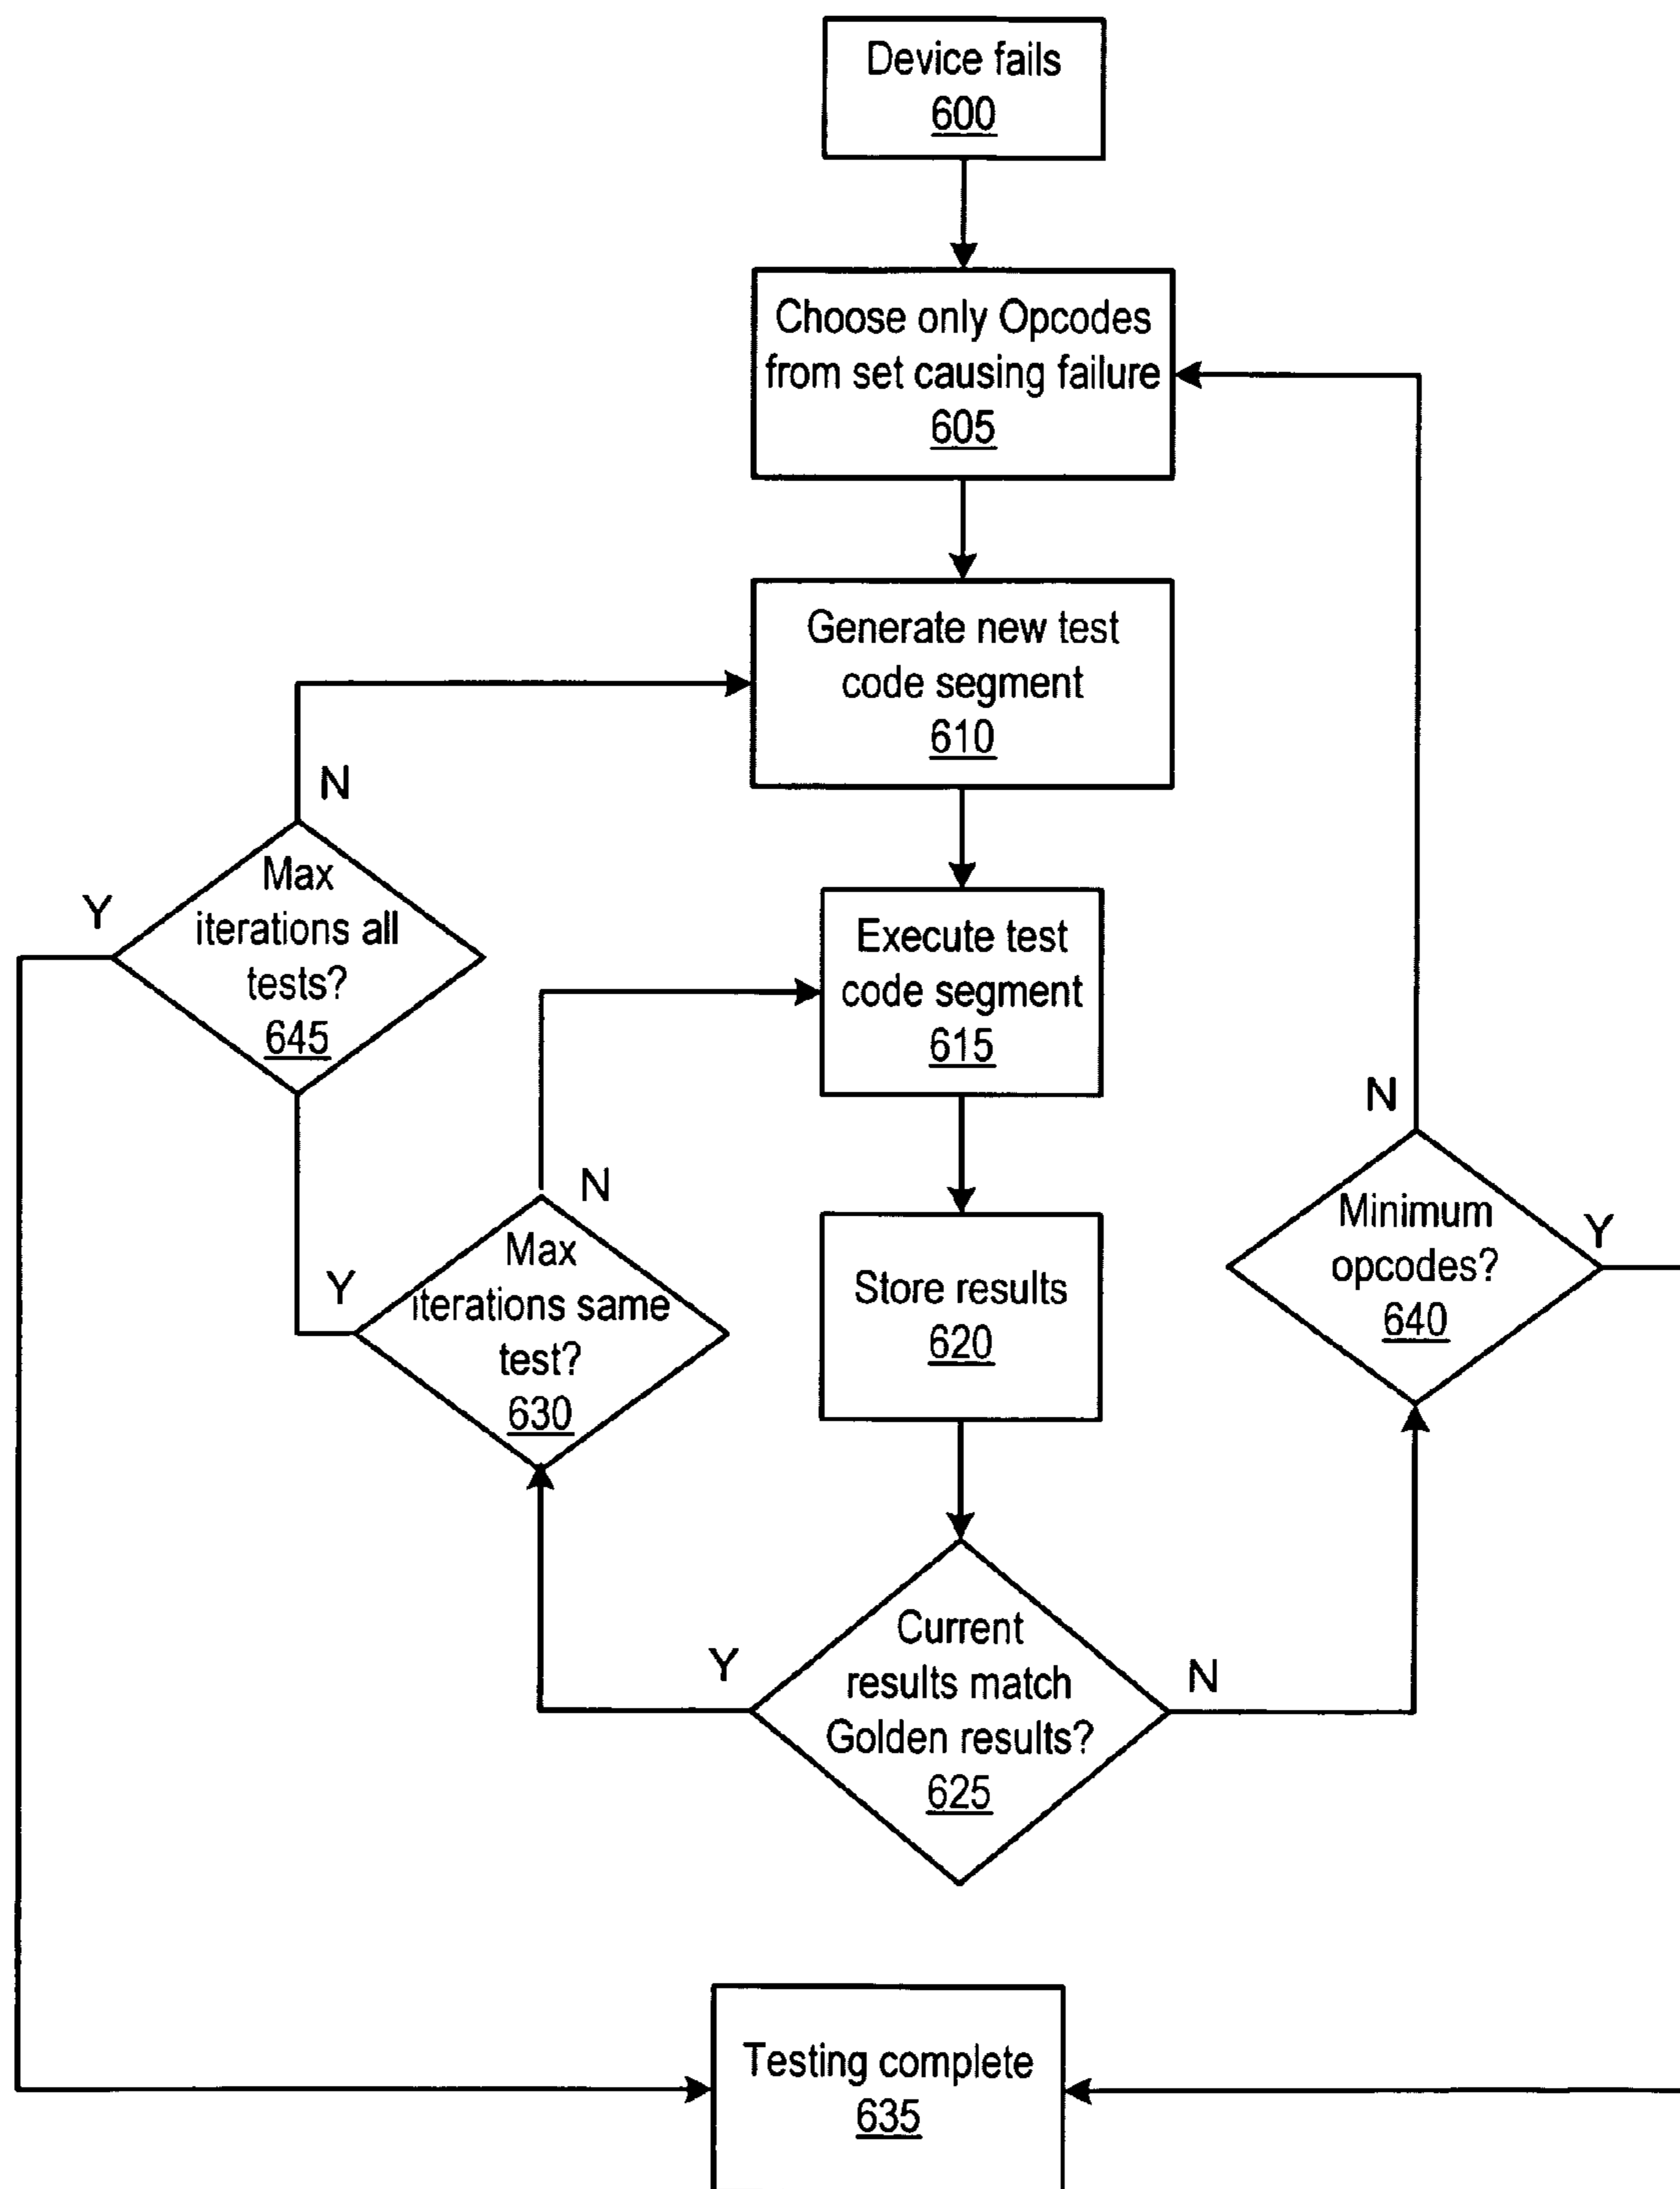 Device fails
600
Choose only Opcodes
from set causing failure
605
Generate new test
code segment
610
N
Max
iterations all
tests?
645
Y
Execute test
code segment
615
N
Max
iterations same
test?
630
Y
Store results
620
N
Minimum
opcodes?
640
Y
Current
results match
Golden results?
625
Y
N
Testing complete
635